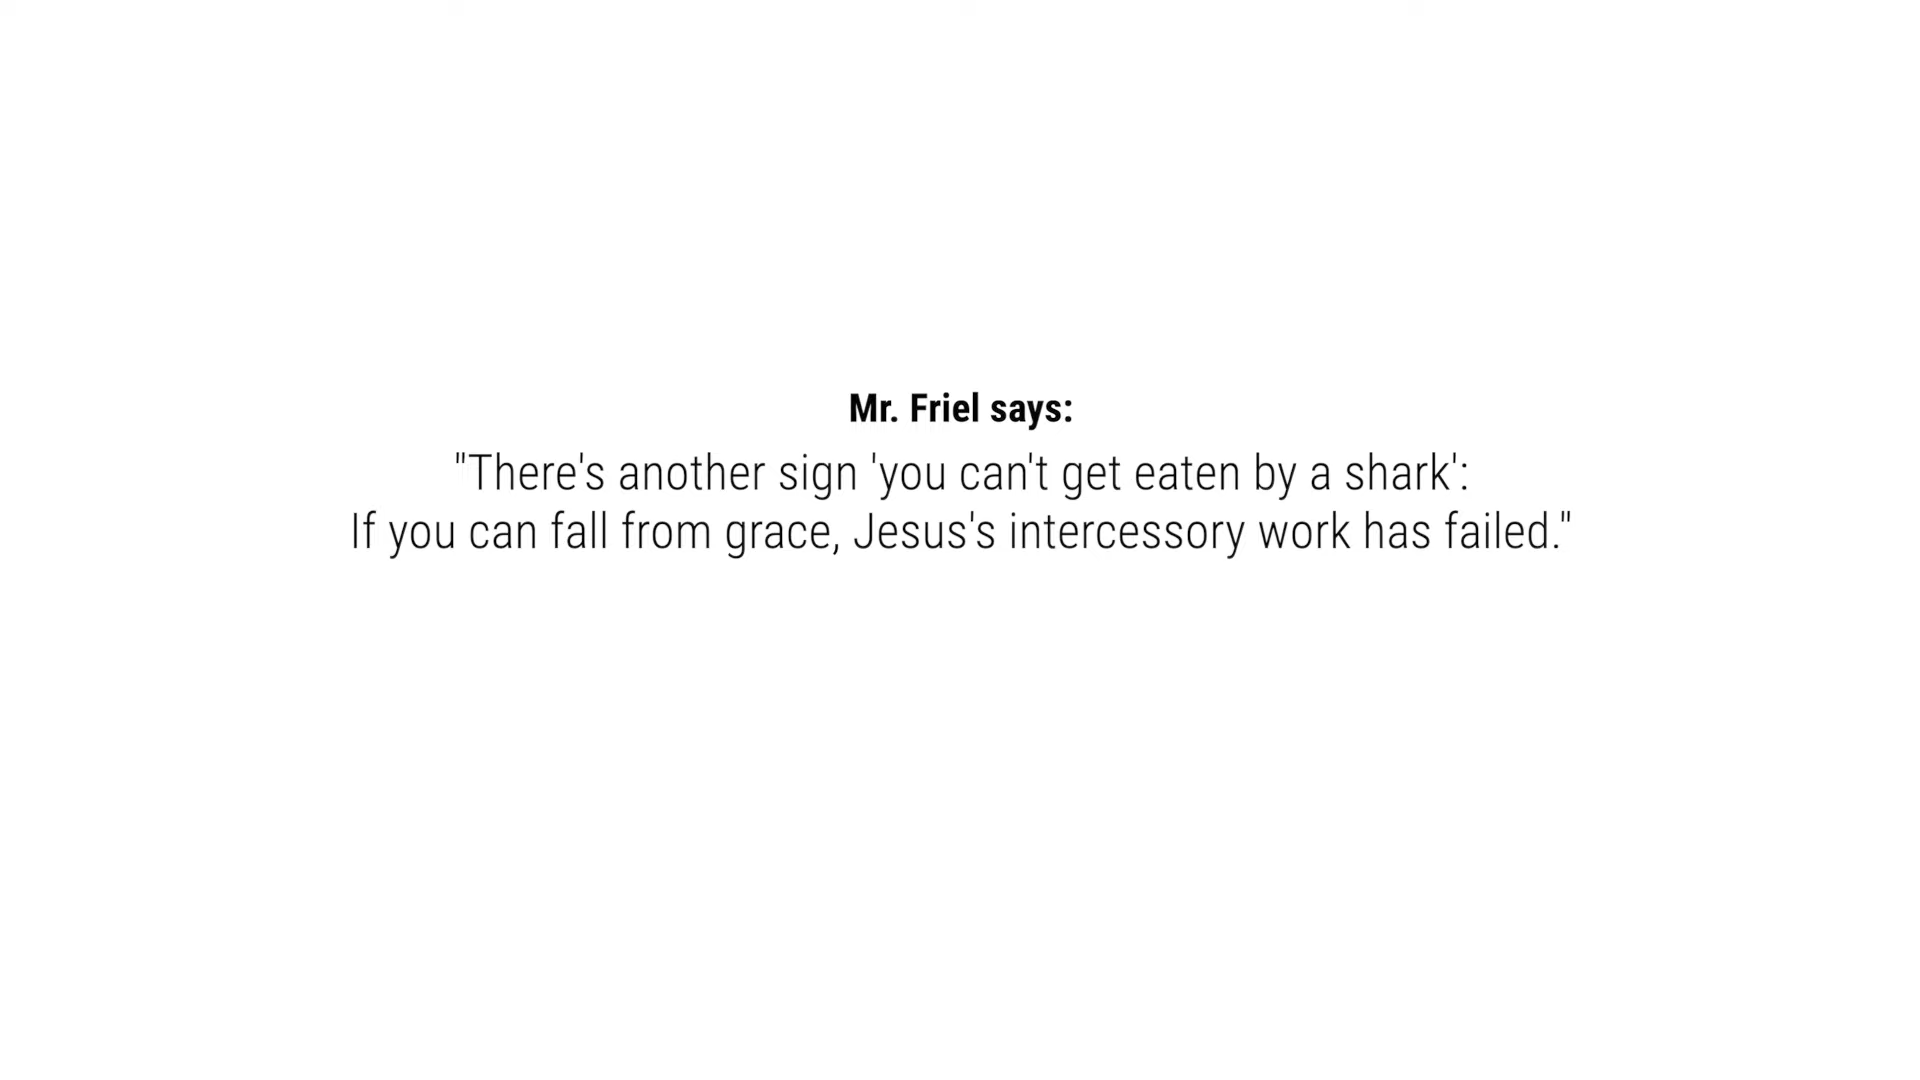 Mr. Friel says:
"There's another sign 'you can't get eaten by a shark':
If you can fall from grace, Jesus's intercessory work has failed."